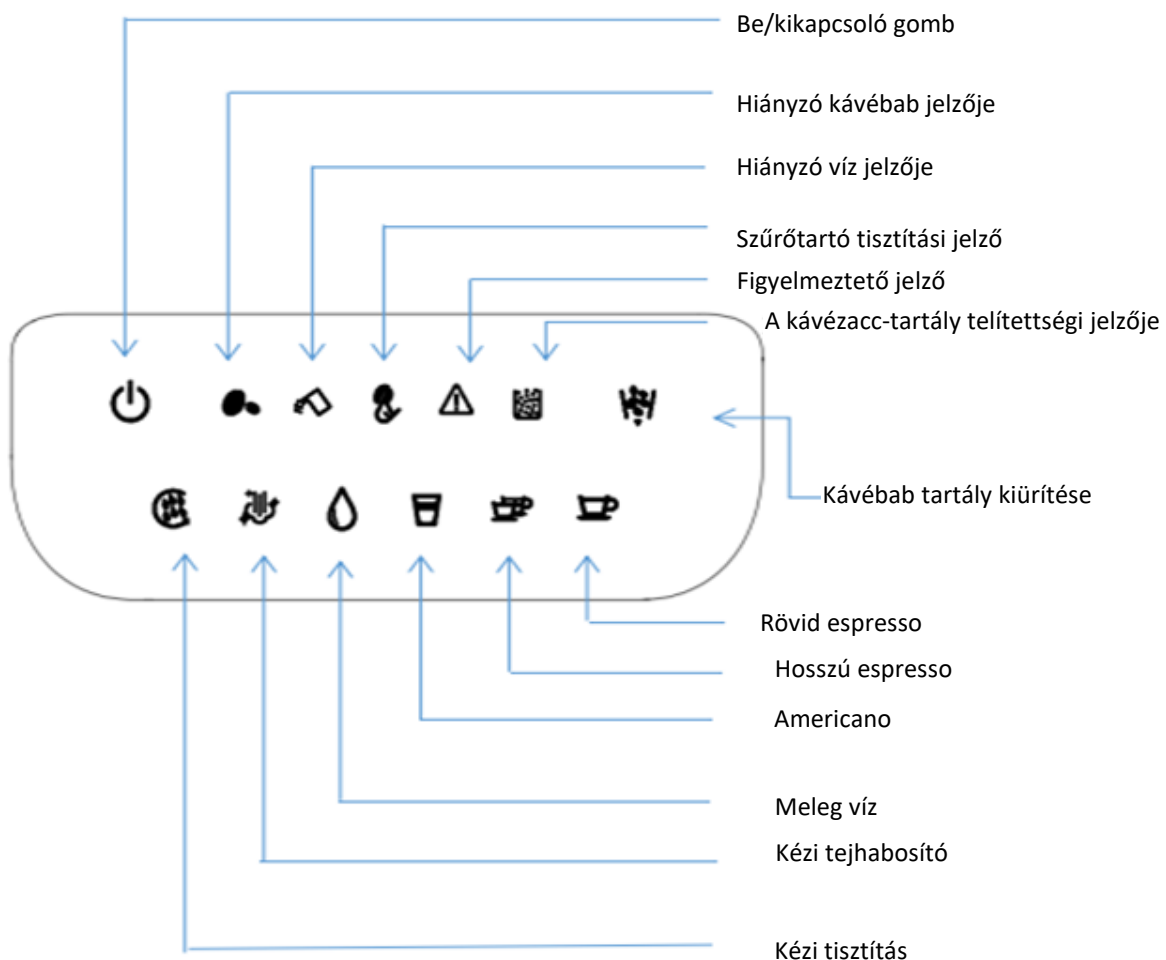 Be/kikapcsoló gomb
Hiányzó kávébab jelzője
Hiányzó víz jelzője
Szűrőtartó tisztítási jelző
Figyelmeztető jelző
A kávézacc-tartály telítettségi jelzője
Kávébab tartály kiürítése
Rövid espresso
Hosszú espresso
Americano
Meleg víz
Kézi tejhabosító
Kézi tisztítás